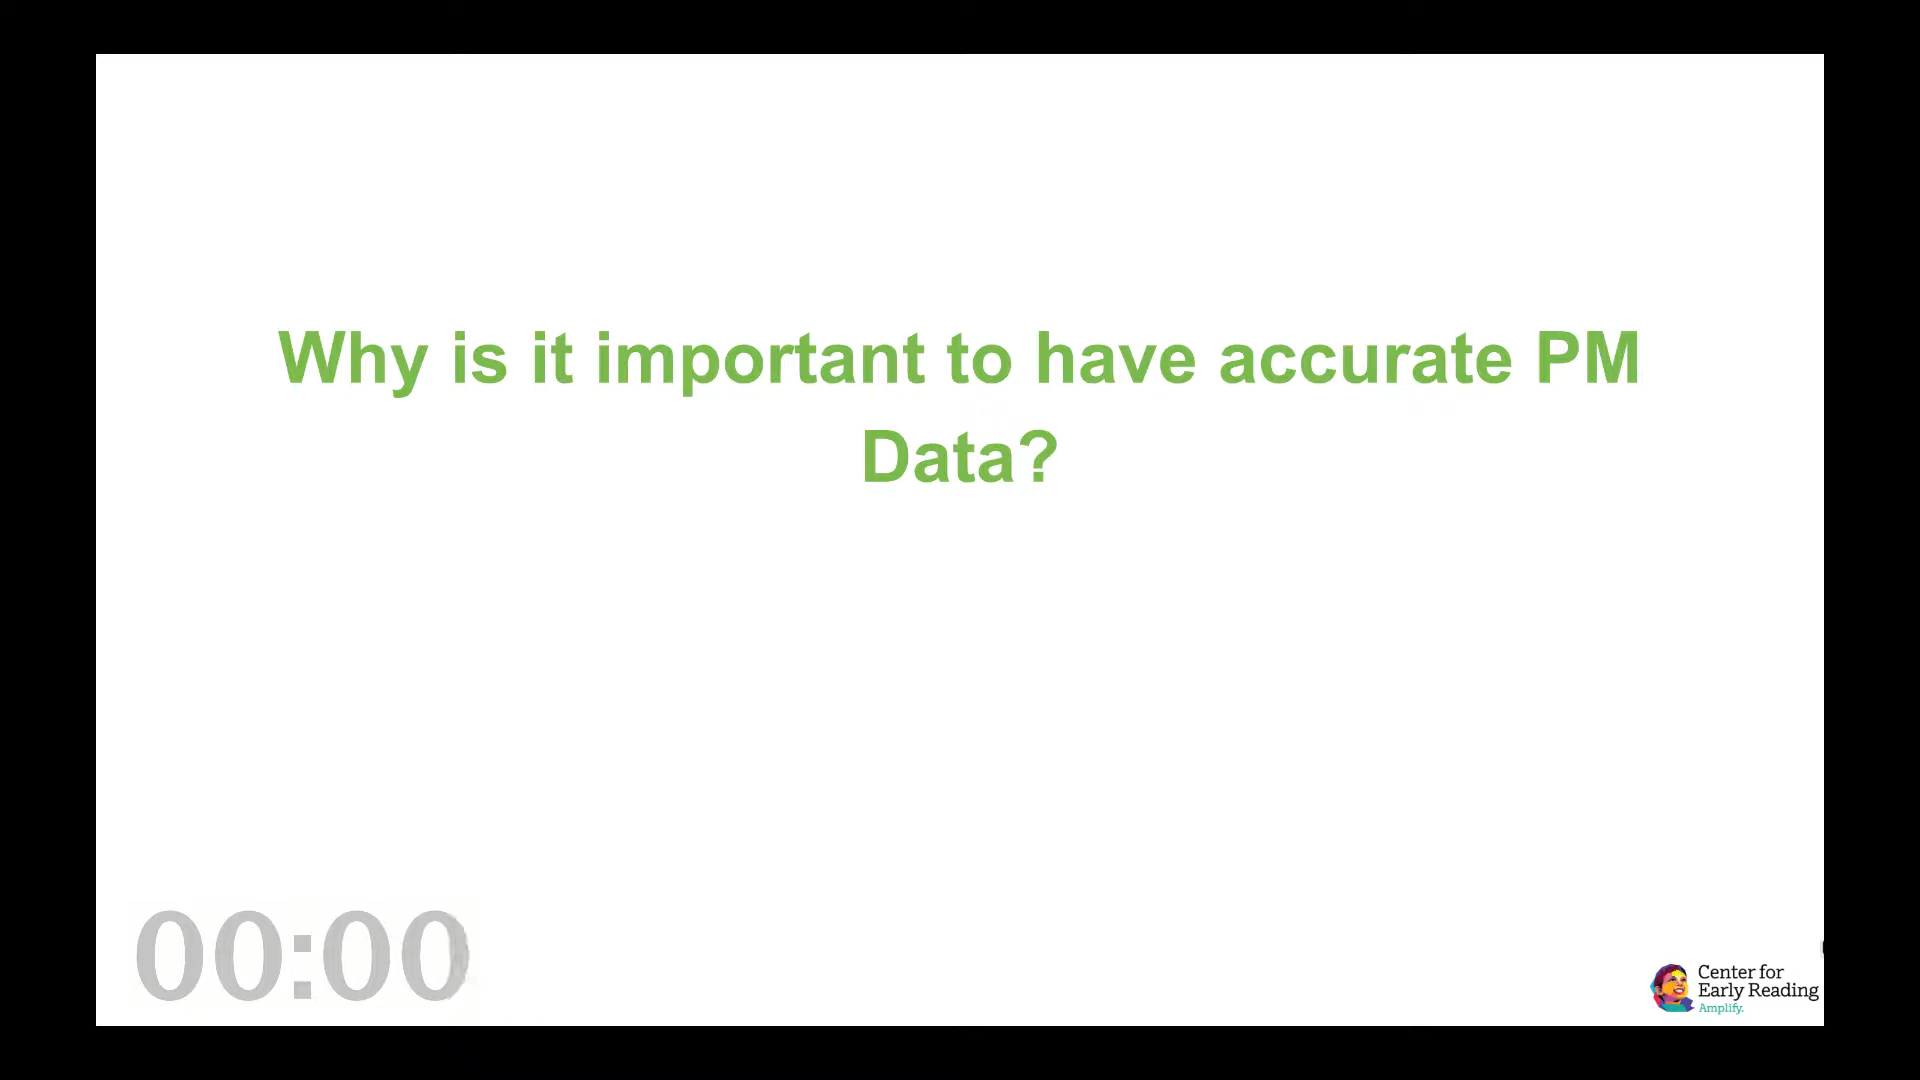 Why is it important to have accurate PM
Data?
00:00
Center for
Early Reading
Amplify.